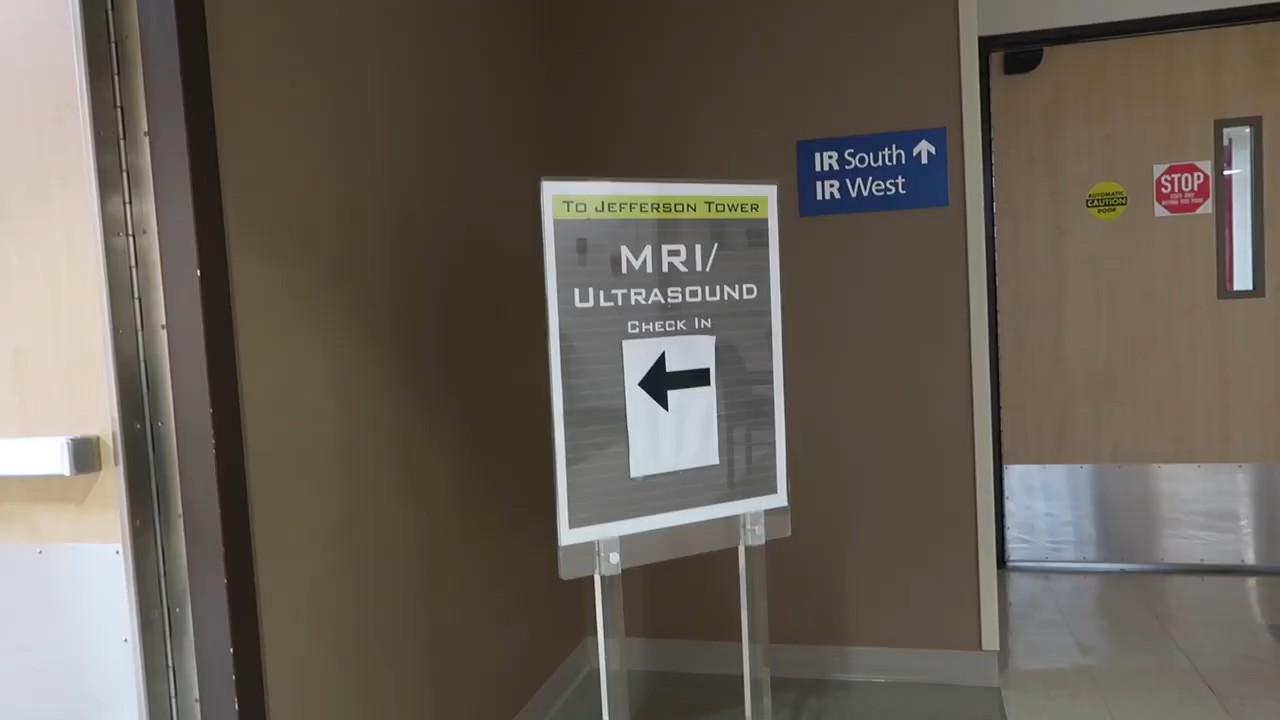 TO JEFFERSON TOWER
MRI/
ULTRASOUND
CHECK IN
IR South
IR West
AUTOMATIC
CAUTION
DOOR
STOP